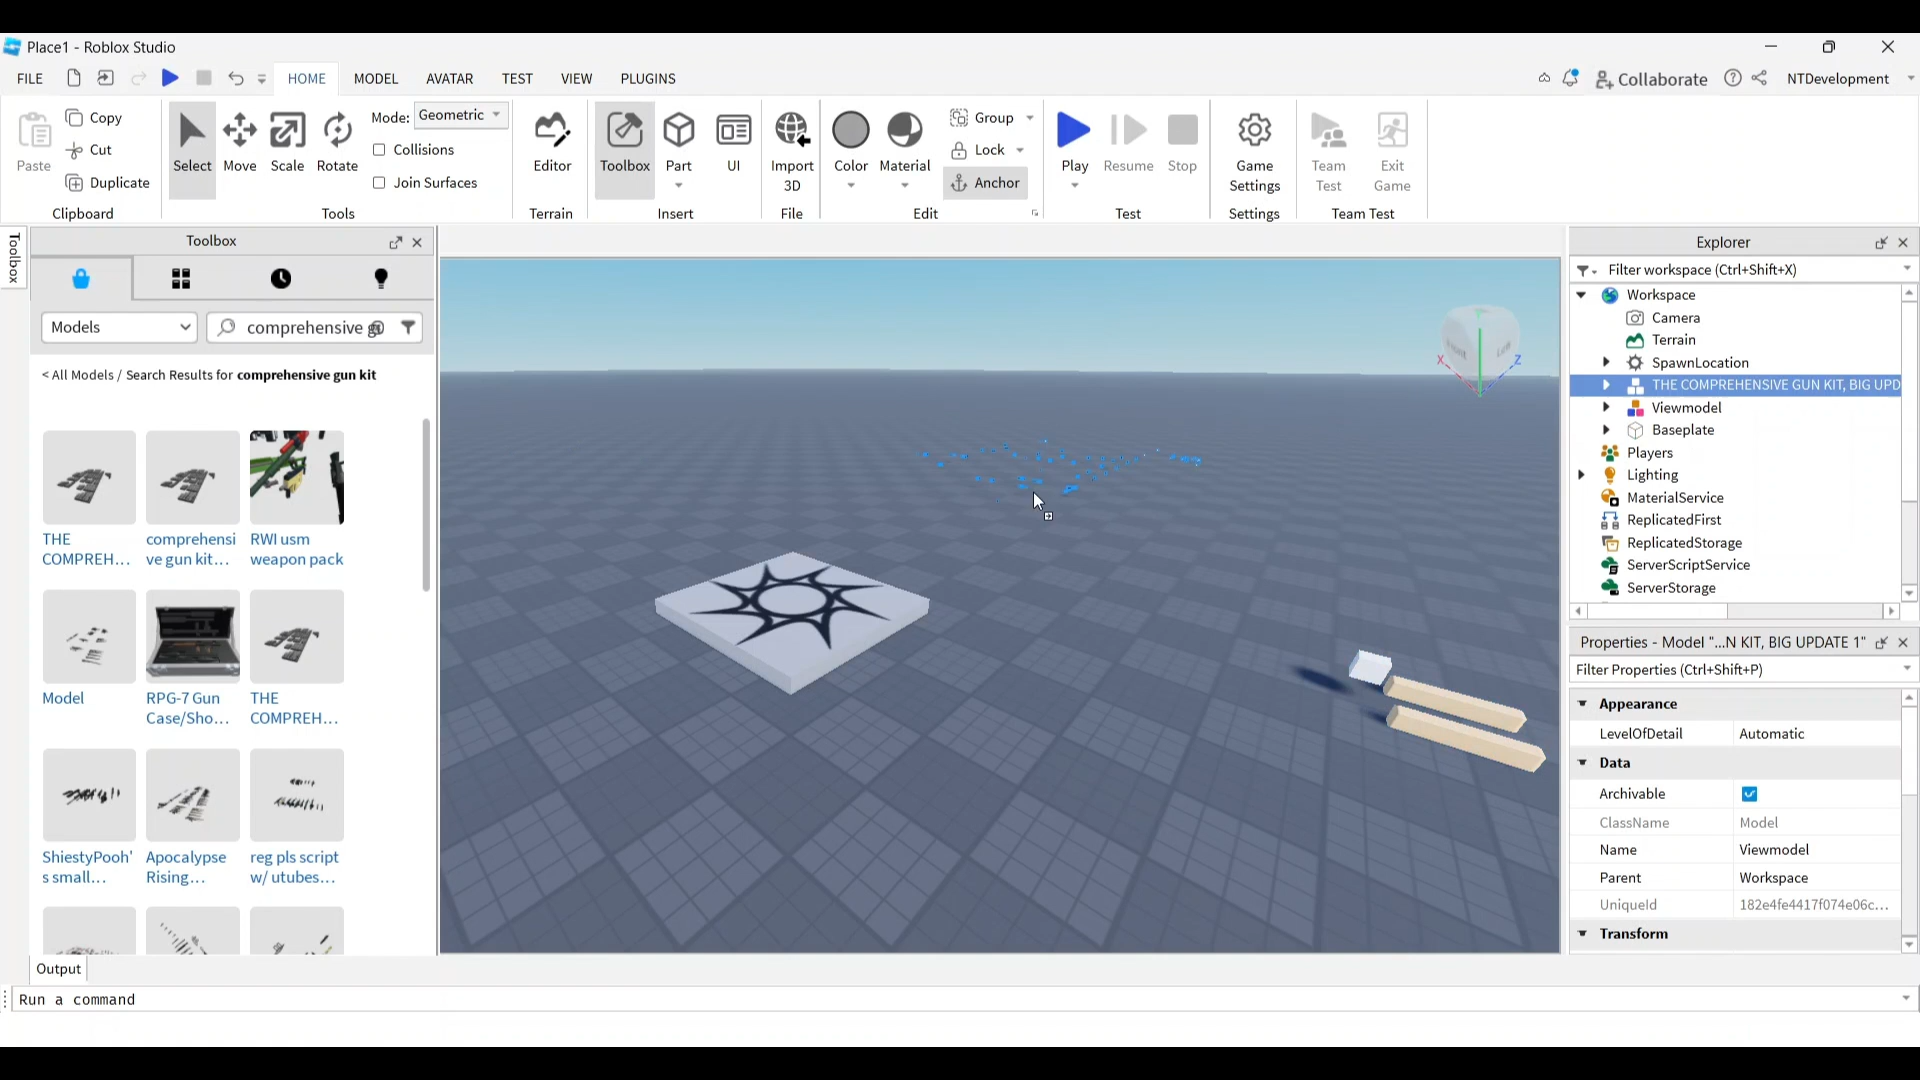 Place1 - Roblox Studio
FILE
HOME
MODEL
AVATAR
TEST
VIEW
PLUGINS
Collaborate
NTDevelopment
Paste
Copy
Cut
Duplicate
Clipboard
Select
Move
Scale
Rotate
Mode: Geometric
Collisions
Join Surfaces
Tools
Editor
Terrain
Toolbox
Part
UI
Insert
Import
3D
File
Color
Material
Group
Lock
Anchor
Edit
Play
Resume
Stop
Test
Game
Settings
Settings
Team
Test
Exit
Game
Team Test
Toolbox
Toolbox
Models
comprehensive
< All Models / Search Results for comprehensive gun kit
THE
COMPREH...
comprehensi
ve gun kit...
RWI usm
weapon pack
Model
RPG-7 Gun
Case/Sho...
THE
COMPREH...
ShiestyPooh'
s small...
Apocalypse
Rising...
reg pls script
w/ utubes...
Output
Run a command
X
Z
Explorer
Filter workspace (Ctrl+Shift+X)
Workspace
Camera
Terrain
SpawnLocation
THE COMPREHENSIVE GUN KIT, BIG UPD
Viewmodel
Baseplate
Players
Lighting
MaterialService
ReplicatedFirst
ReplicatedStorage
ServerScriptService
ServerStorage
Properties - Model "...N KIT, BIG UPDATE 1"
Filter Properties (Ctrl+Shift+P)
Appearance
LevelOfDetail Automatic
Data
Archivable
ClassName Model
Name Viewmodel
Parent Workspace
UniqueId 182e4fe4417f074e06c...
Transform